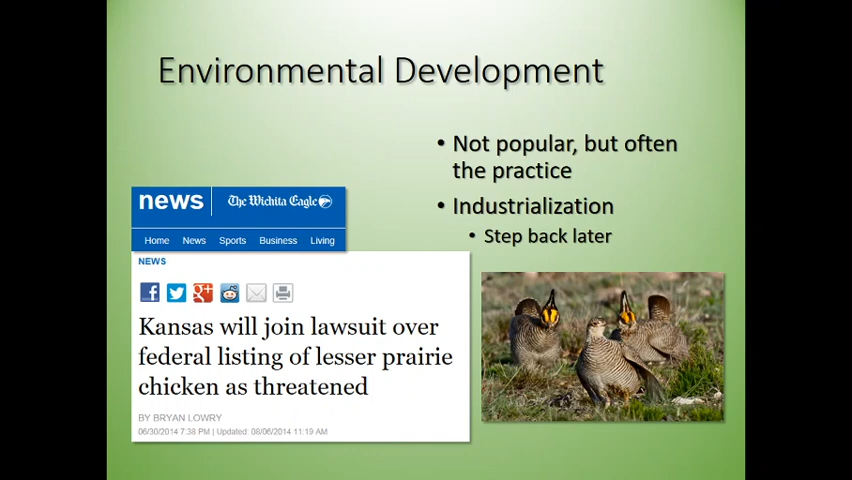 Environmental Development
• Not popular, but often
the practice
• Industrialization
• Step back later
news The Wichita Eagle
Home News Sports Business Living
NEWS
Kansas will join lawsuit over
federal listing of lesser prairie
chicken as threatened
BY BRYAN LOWRY
06/30/2014 7:38 PM | Updated: 08/06/2014 11:19 AM